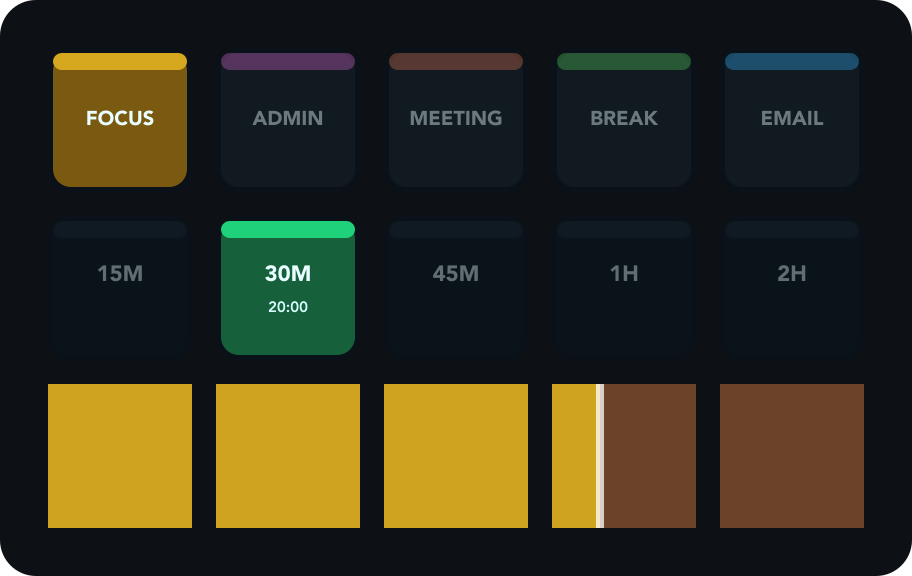 FOCUS
ADMIN
MEETING
BREAK
EMAIL
15M
30M
20:00
45M
1H
2H